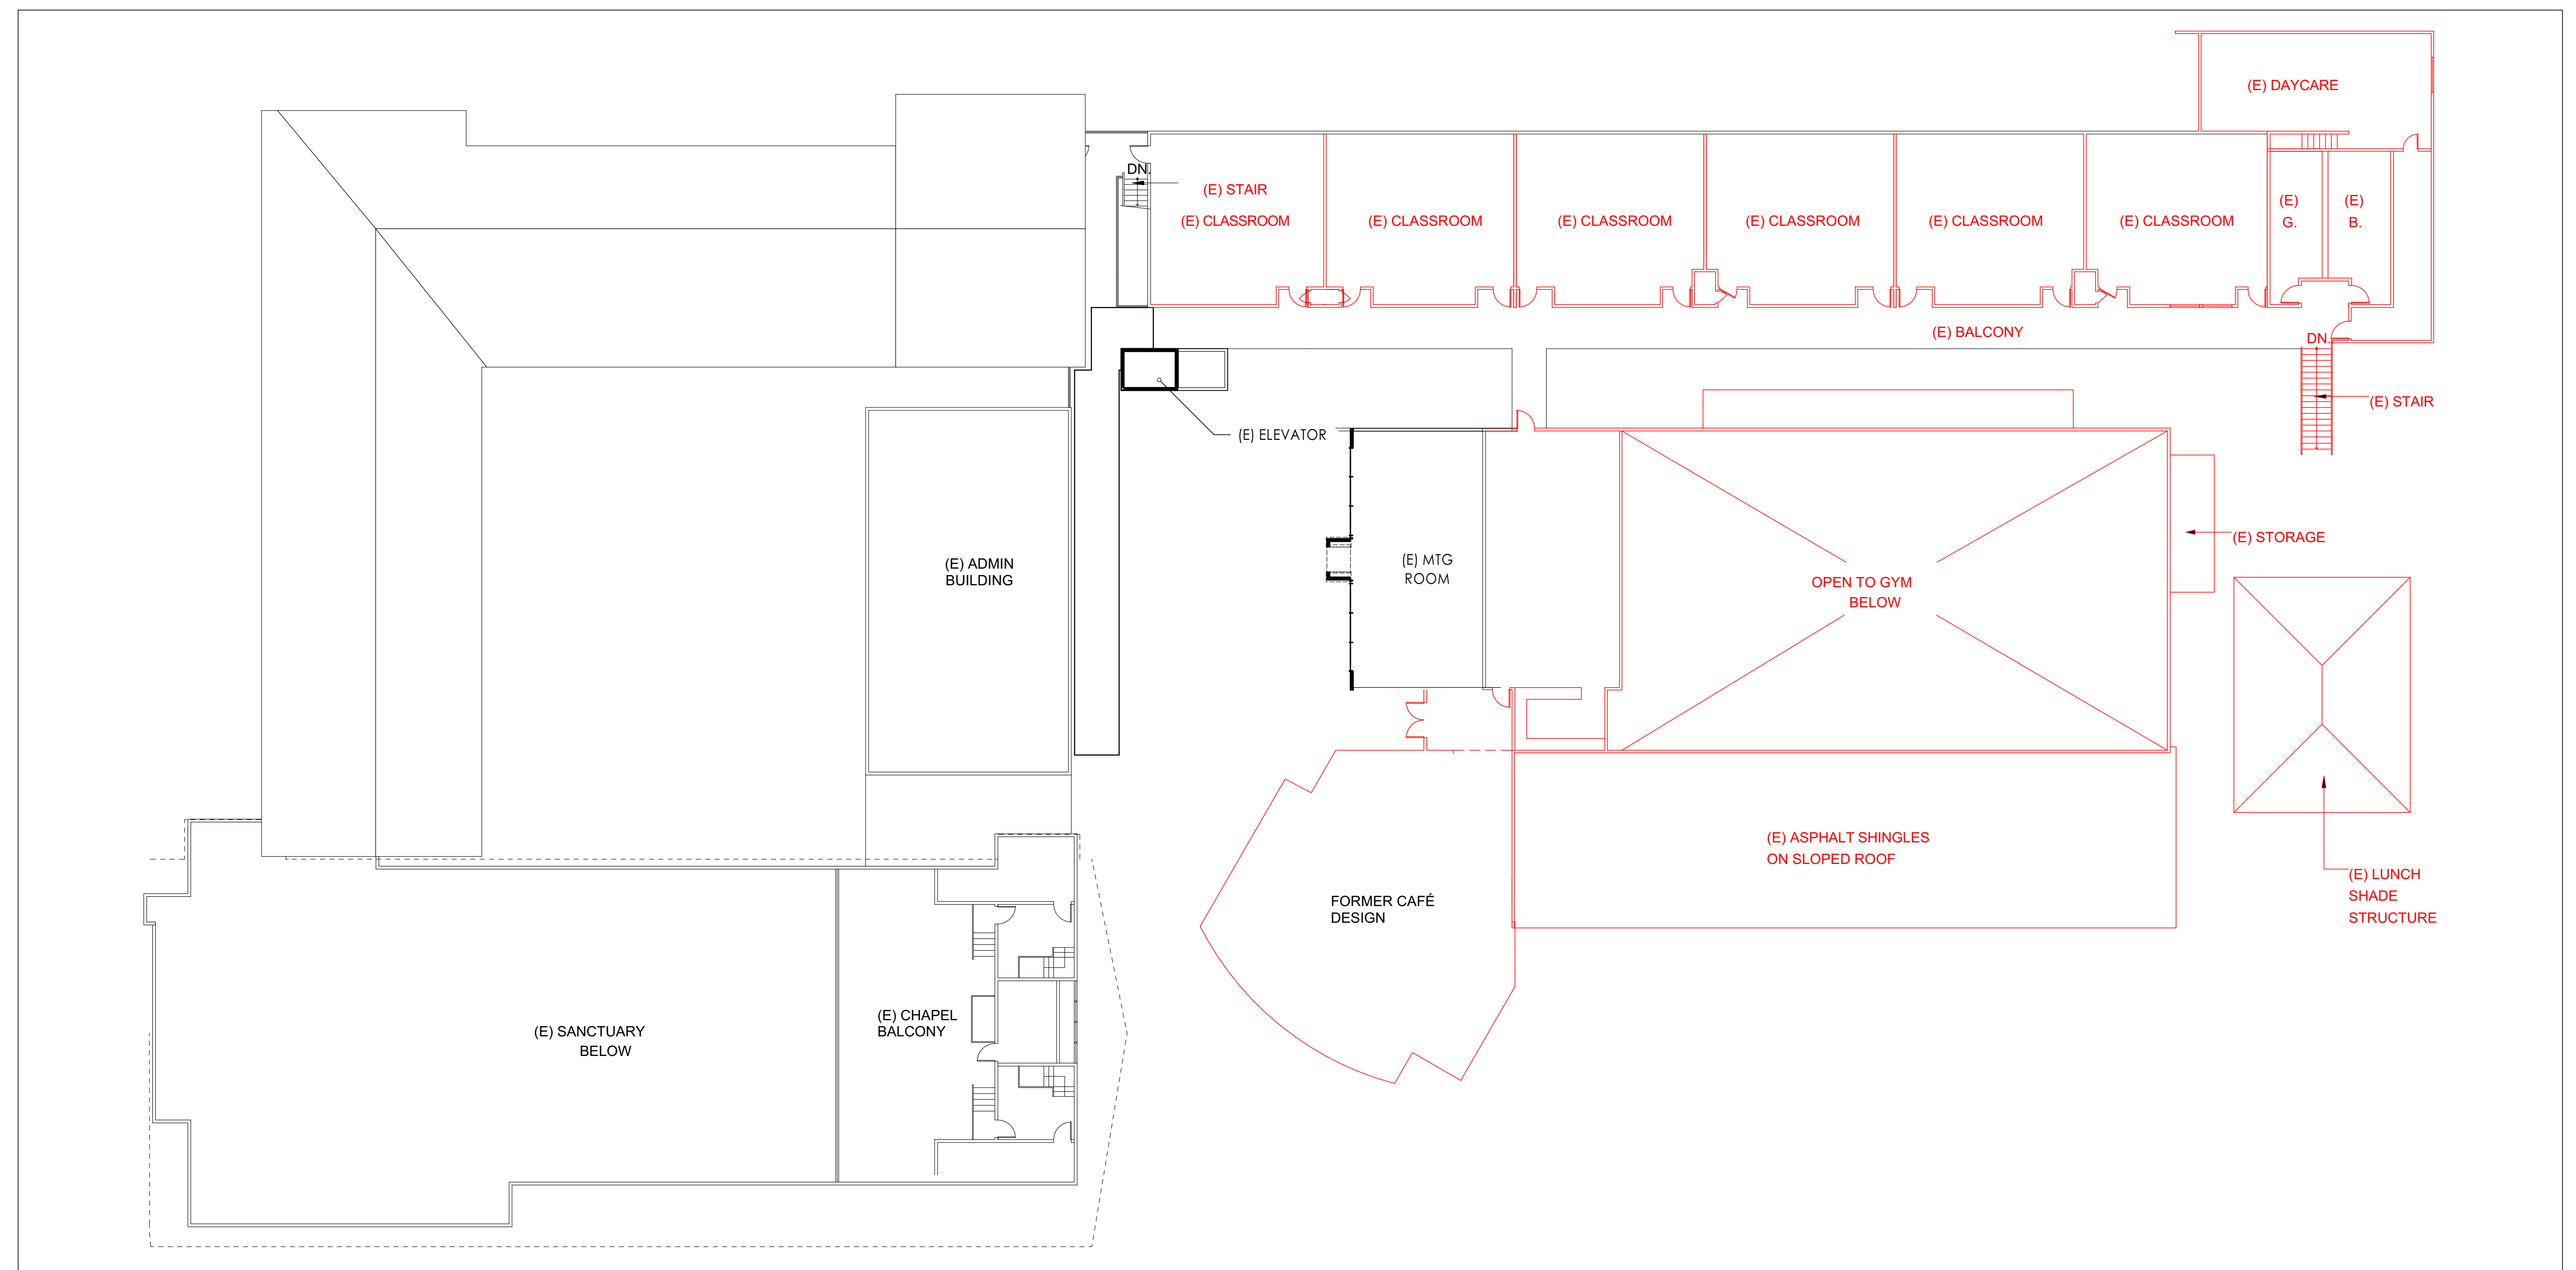 (E) DAYCARE
DN.
(E) STAIR
(E) CLASSROOM
(E) CLASSROOM
(E) CLASSROOM
(E) CLASSROOM
(E) CLASSROOM
(E) CLASSROOM
(E)
G.
(E)
B.
(E) BALCONY
DN.
(E) STAIR
(E) ELEVATOR
(E) STORAGE
(E) ADMIN
BUILDING
(E) MTG
ROOM
OPEN TO GYM
BELOW
(E) ASPHALT SHINGLES
ON SLOPED ROOF
(E) LUNCH
SHADE
STRUCTURE
FORMER CAFÉ
DESIGN
(E) SANCTUARY
BELOW
(E) CHAPEL
BALCONY